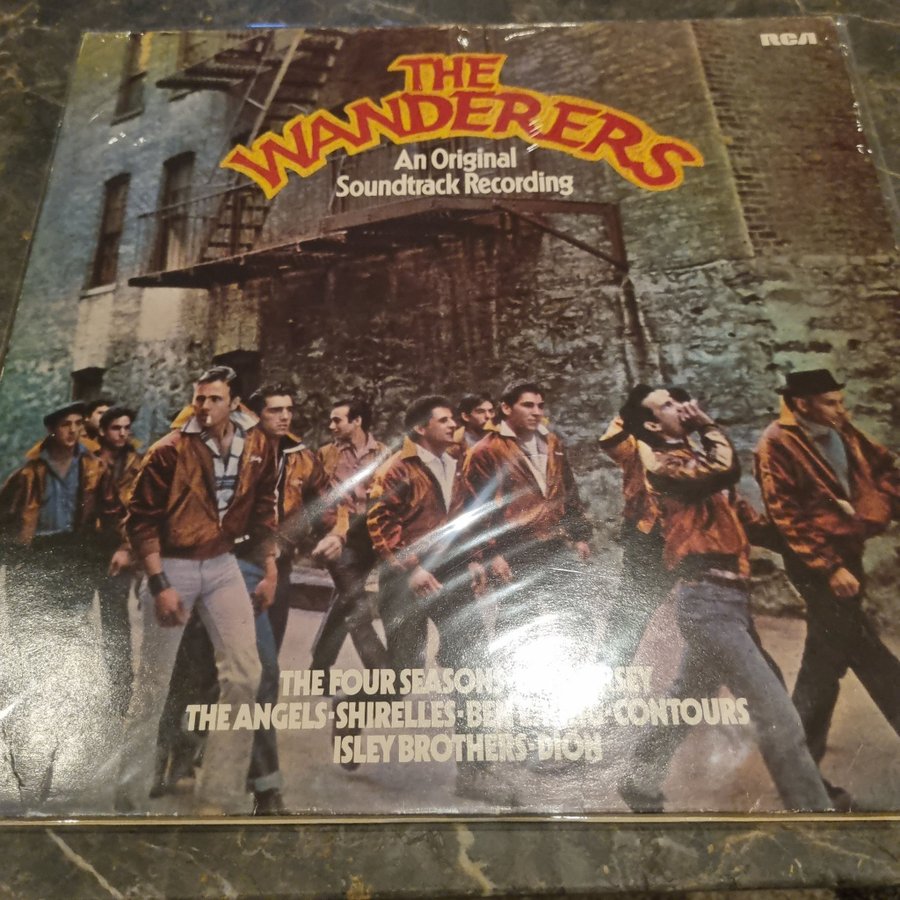 RCA
THE
WANDERERS
An Original
Soundtrack Recording
THE FOUR SEASONS
THE ANGELS·SHIRELLES· CONTOURS
ISLEY BROTHERS·DION